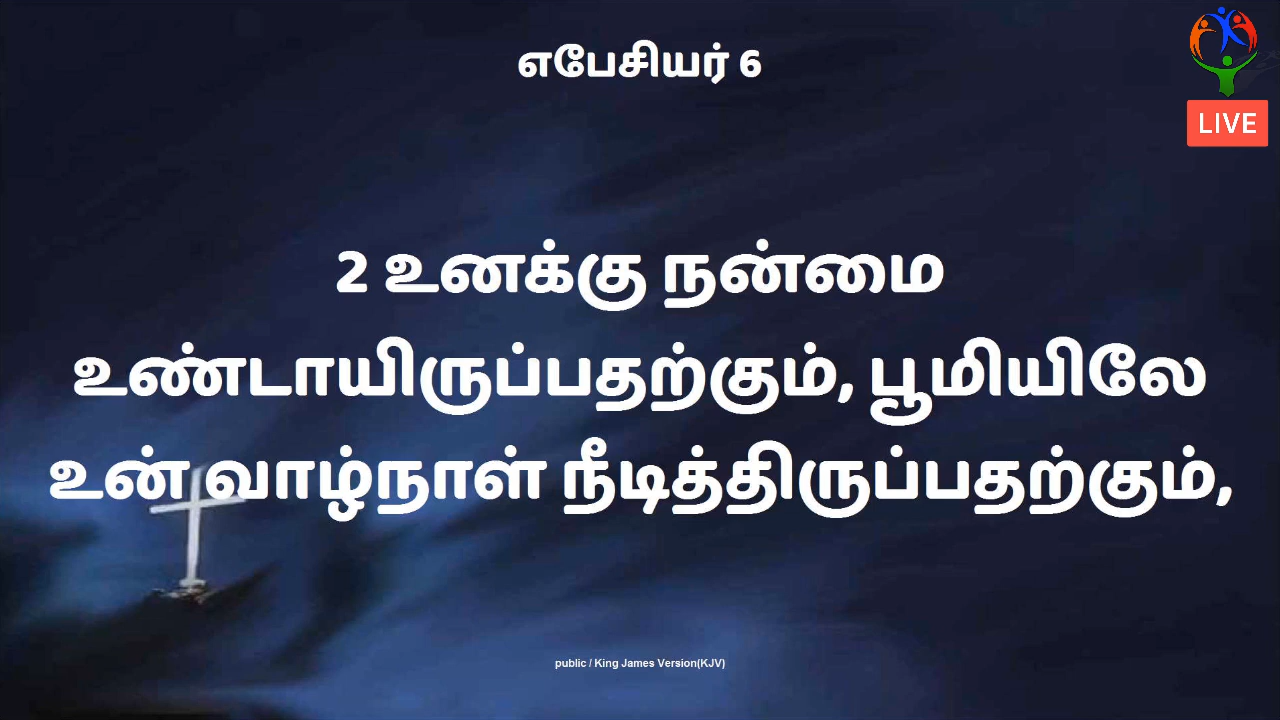 எபேசியர் 6
LIVE
2 உனக்கு நன்மை
உண்டாயிருப்பதற்கும், பூமியிலே
உன் வாழ்நாள் நீடித்திருப்பதற்கும்,
public / King James Version(KJV)